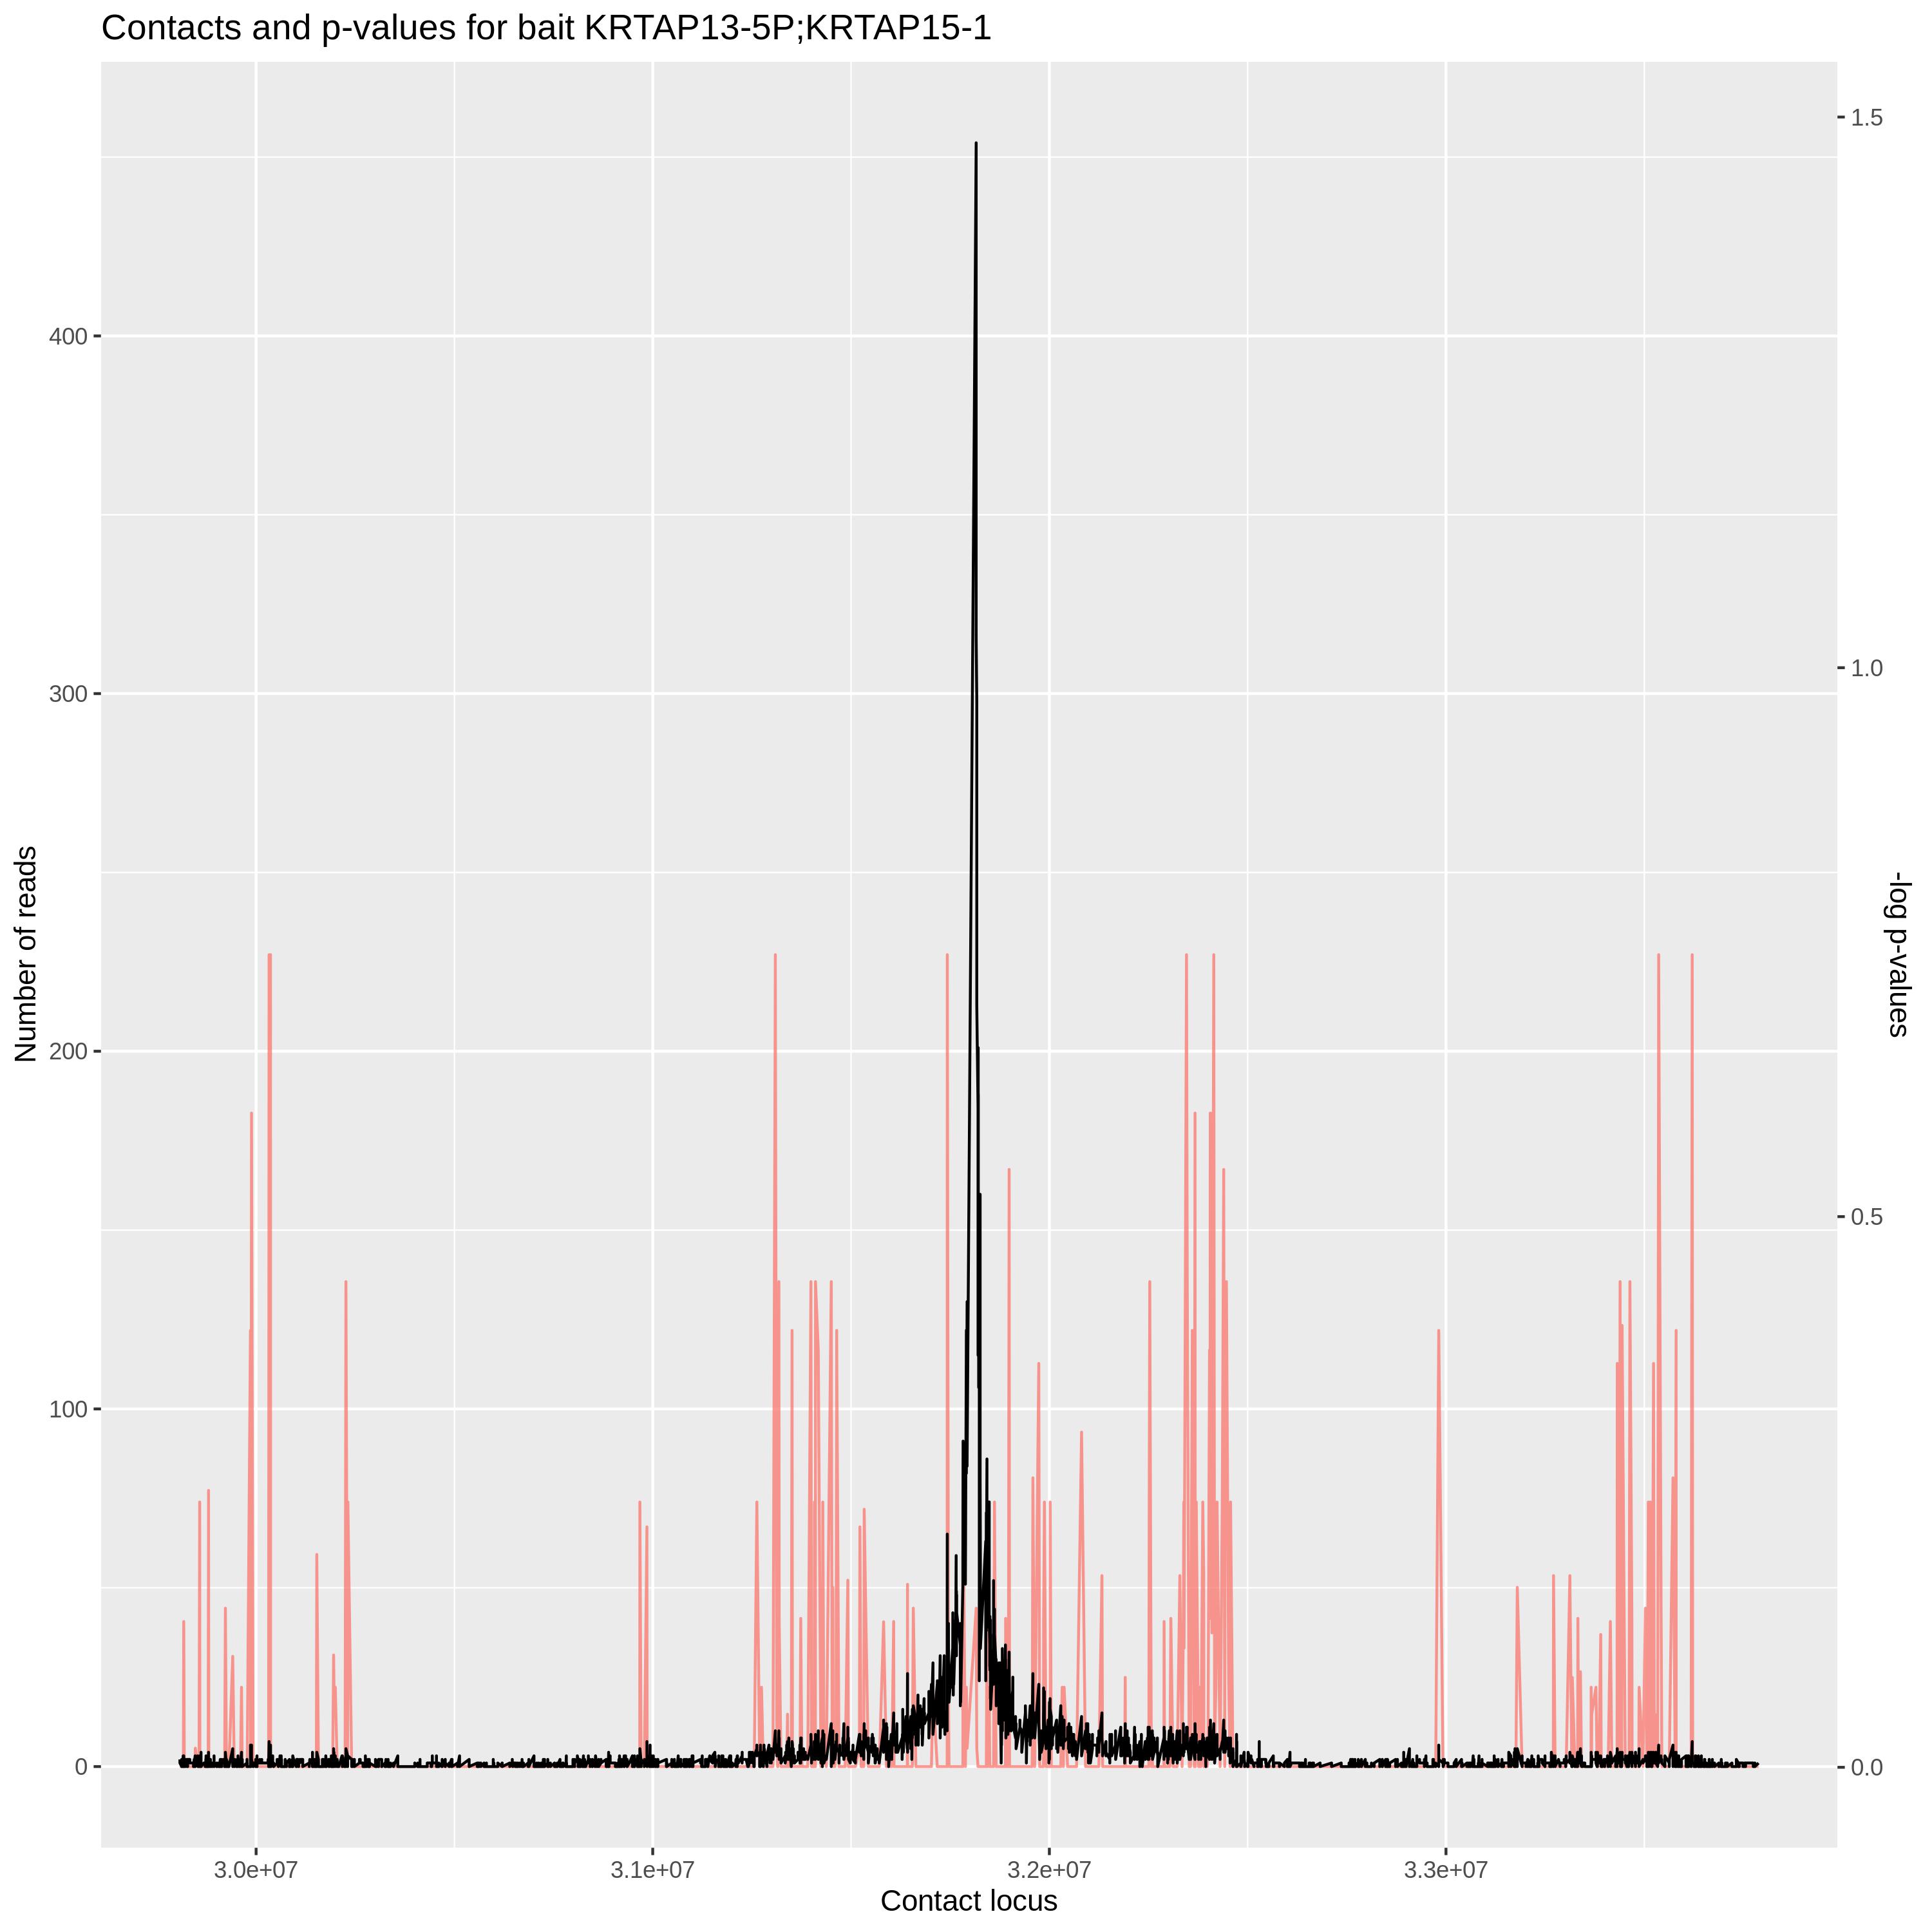 Contacts and p-values for bait KRTAP13-5P;KRTAP15-1
Number of reads
400
300
200
100
0
1.5
1.0
0.5
0.0
-log p-values
3.0e+07
3.1e+07
3.2e+07
3.3e+07
Contact locus